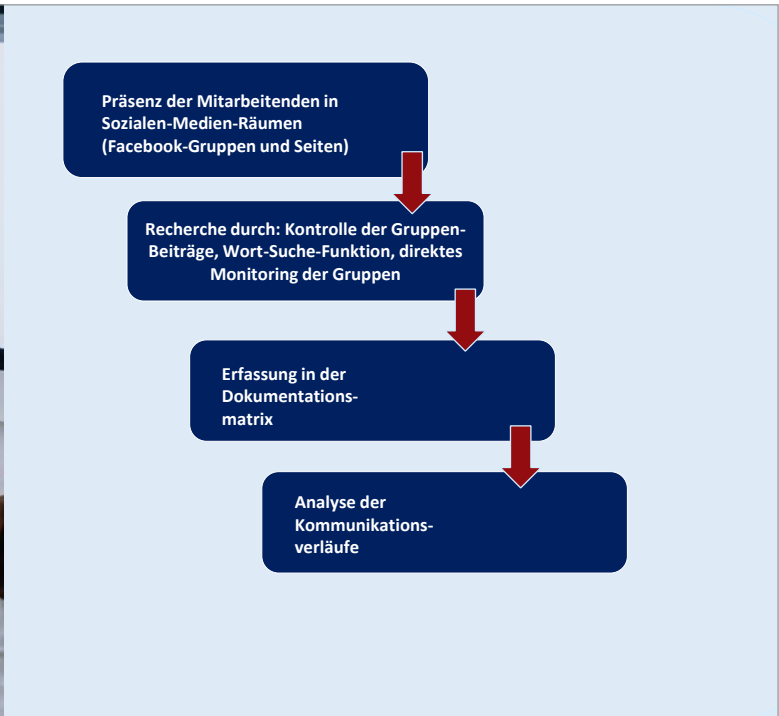 Präsenz der Mitarbeitenden in
Sozialen-Medien-Räumen
(Facebook-Gruppen und Seiten)
Recherche durch: Kontrolle der Gruppen-
Beiträge, Wort-Suche-Funktion, direktes
Monitoring der Gruppen
Erfassung in der
Dokumentations-
matrix
Analyse der
Kommunikations-
verläufe